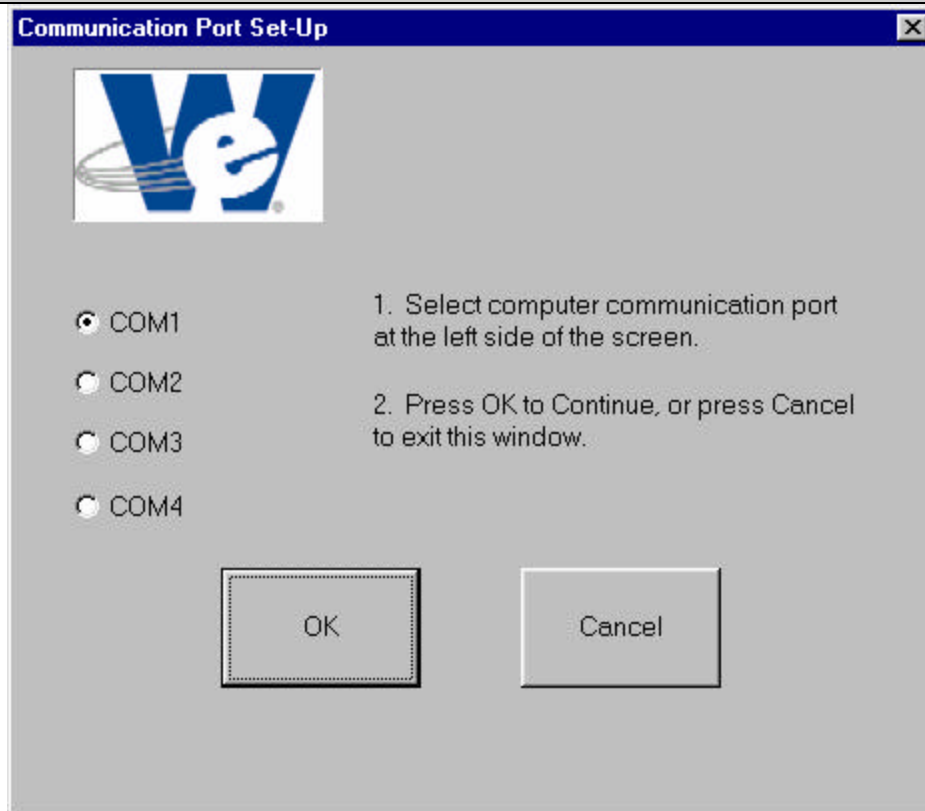 Communication Port Set-Up
We
COM1
COM2
COM3
COM4
1. Select computer communication port
at the left side of the screen.
2. Press OK to Continue, or press Cancel
to exit this window.
OK
Cancel